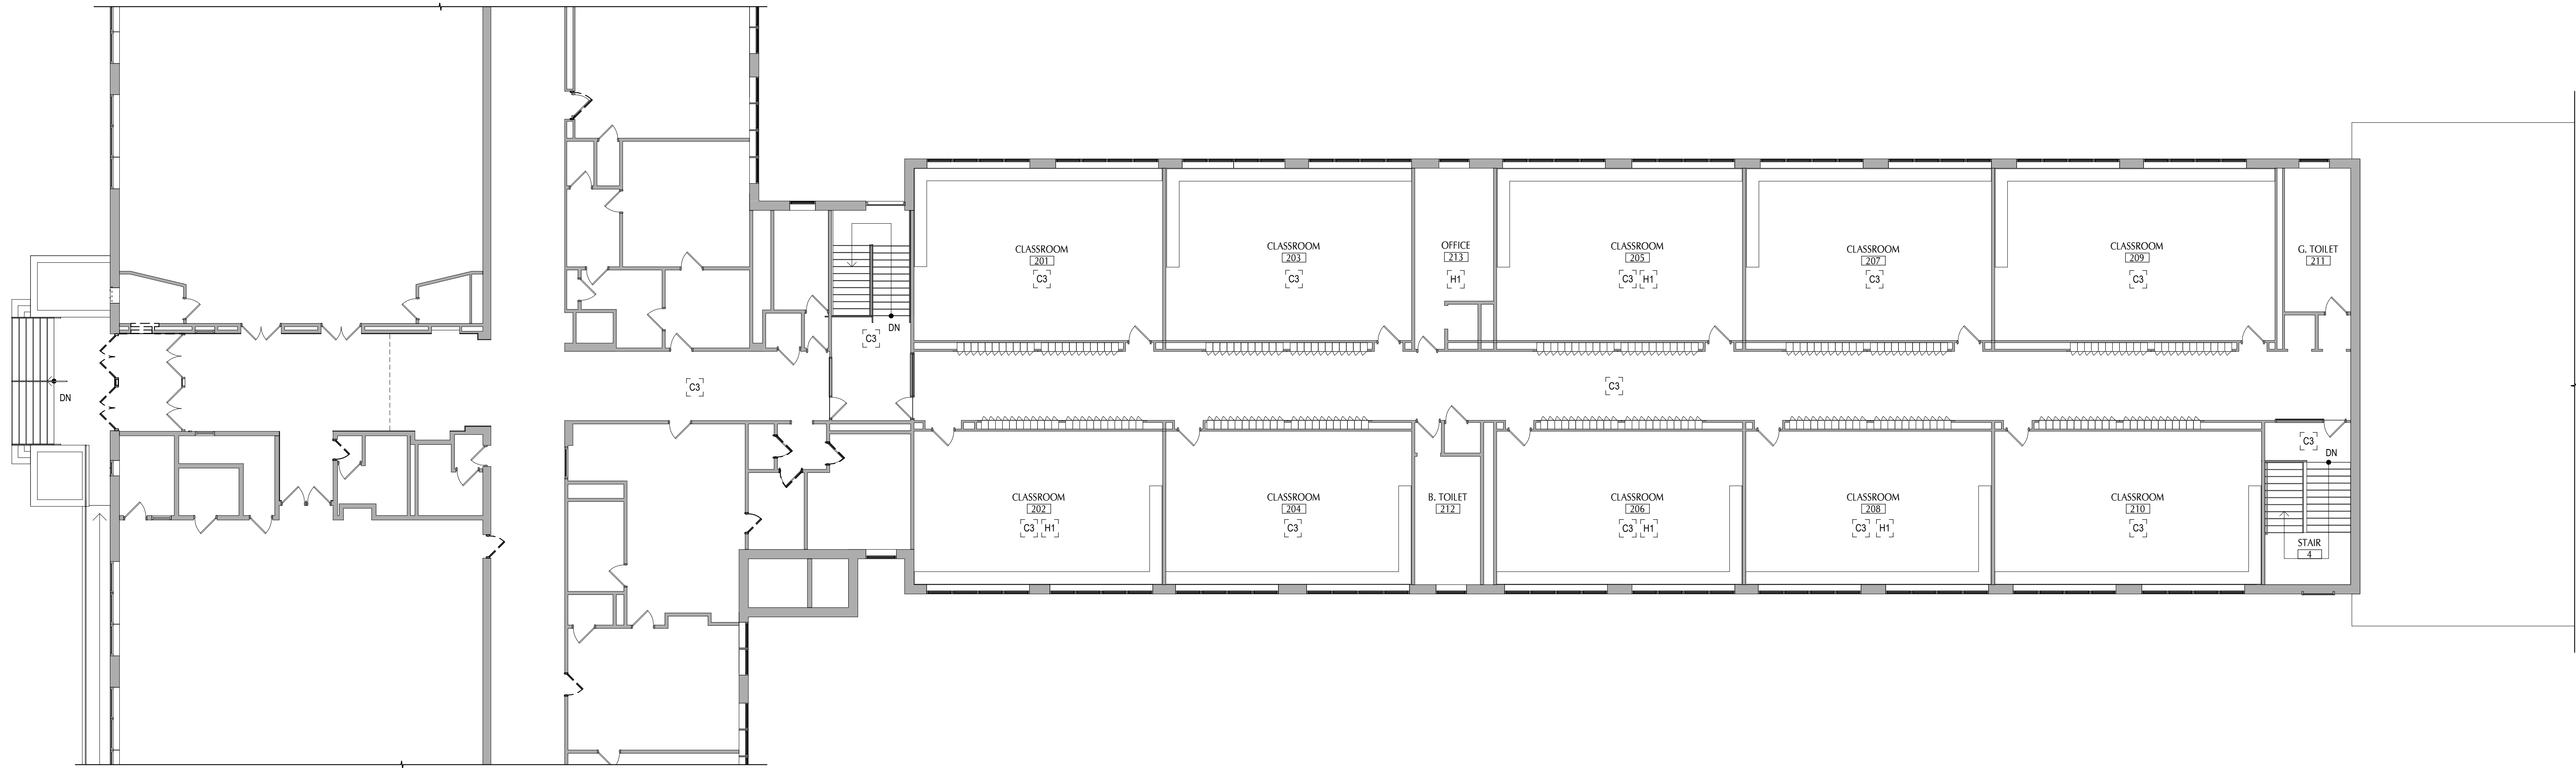 CLASSROOM
201
C3
CLASSROOM
203
C3
OFFICE
213
H1
CLASSROOM
205
C3 H1
CLASSROOM
207
C3
CLASSROOM
209
C3
G. TOILET
211
DN
C3
DN
C3
C3
C3
DN
CLASSROOM
202
C3 H1
CLASSROOM
204
C3
B. TOILET
212
CLASSROOM
206
C3 H1
CLASSROOM
208
C3 H1
CLASSROOM
210
C3
STAIR
4